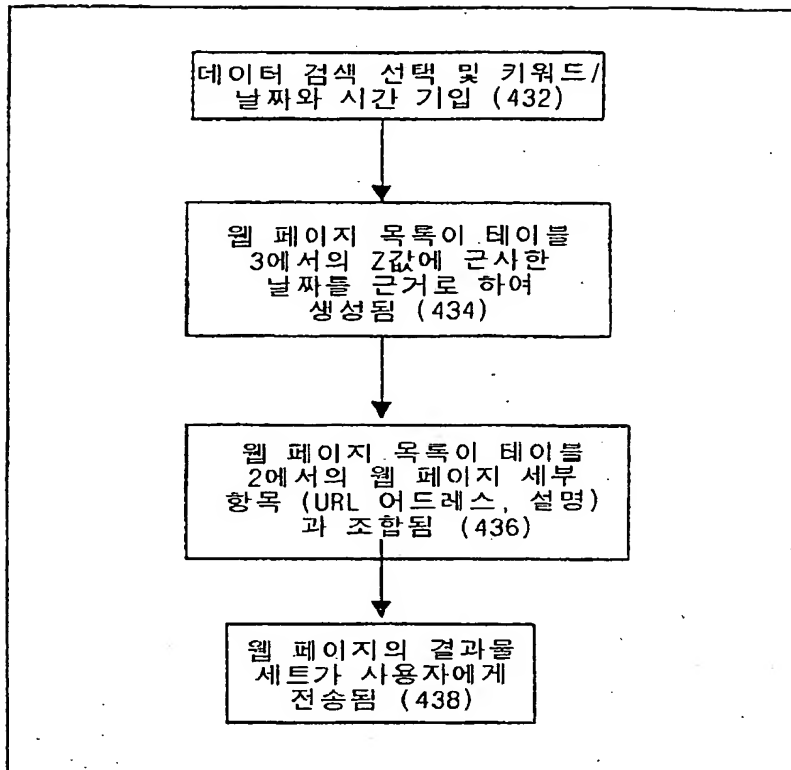 데이터 검색 선택 및 키워드/
날짜와 시간 기입 (432)
웹 페이지 목록이 테이블
3에서의 Z값에 근사한
날짜를 근거로 하여
생성됨 (434)
웹 페이지 목록이 테이블
2에서의 웹 페이지 세부
항목 (URL 어드레스, 설명)
과 조합됨 (436)
웹 페이지의 결과물
세트가 사용자에게
전송됨 (438)